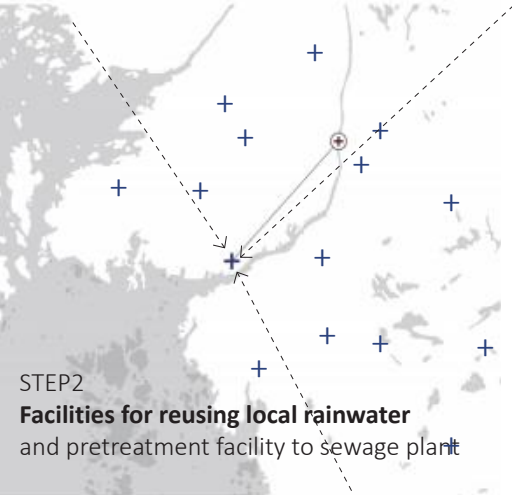 STEP2
Facilities for reusing local rainwater
and pretreatment facility to sewage plant